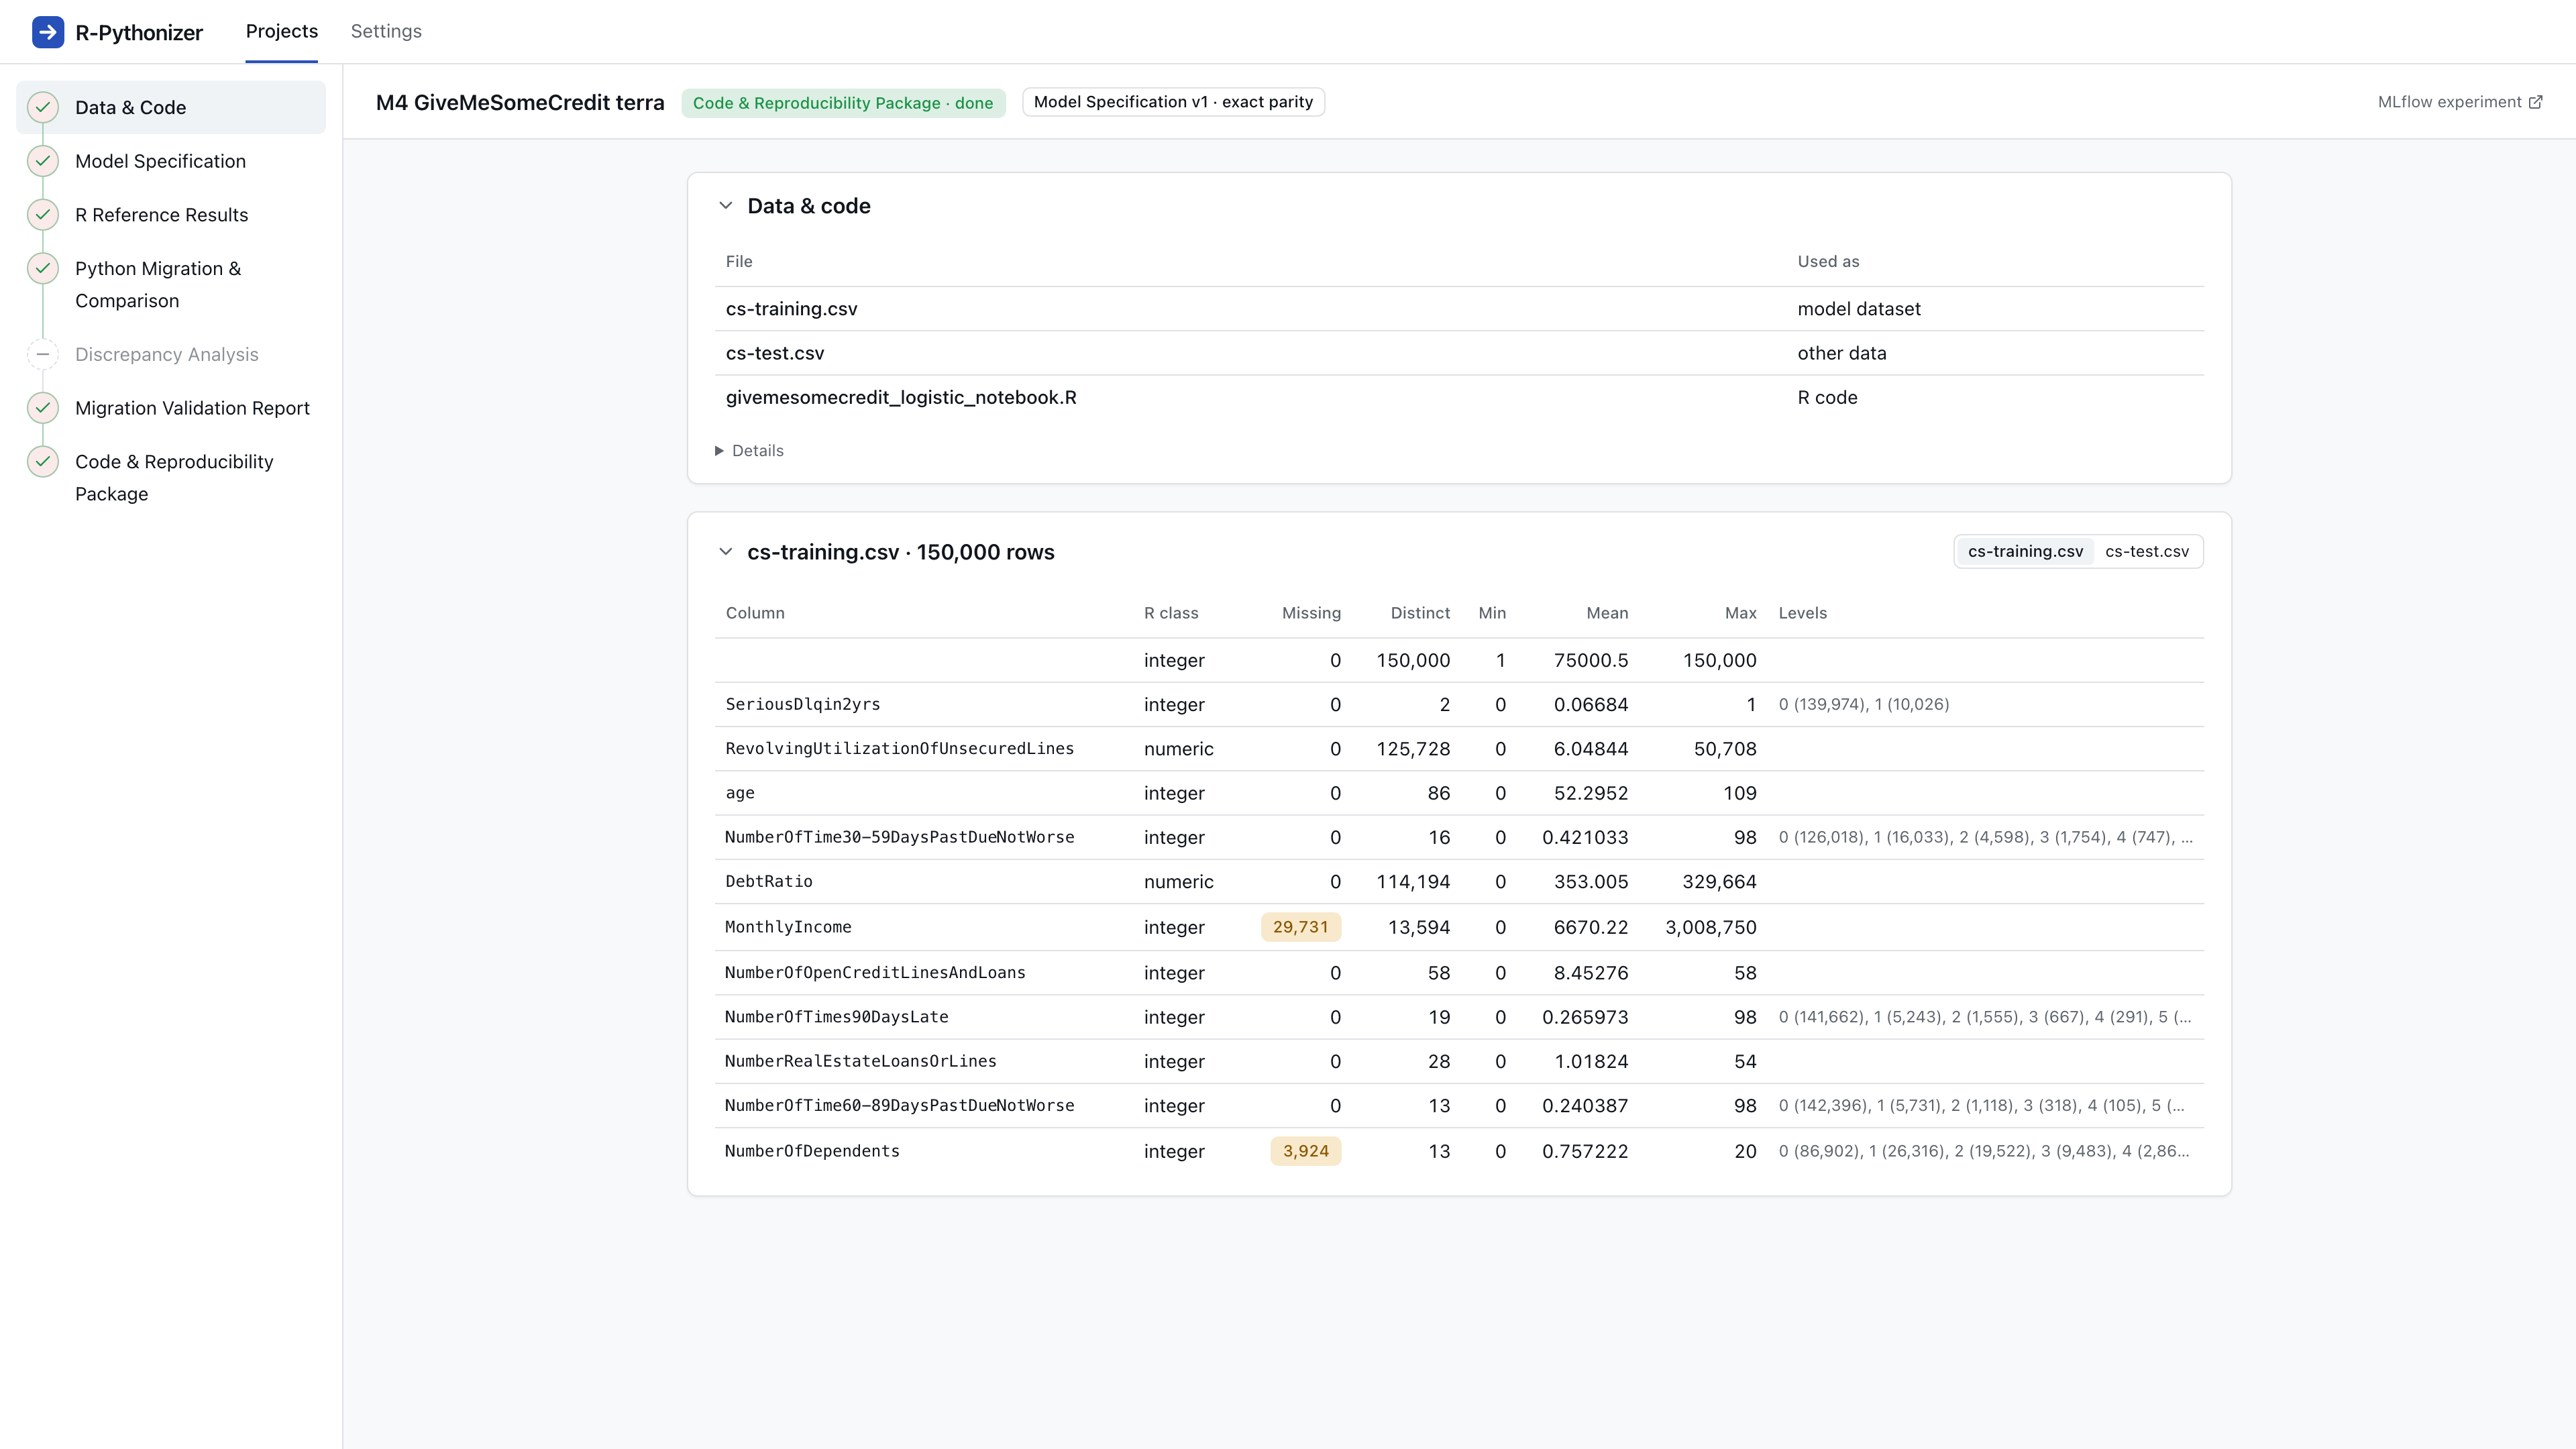 R-Pythonizer Projects Settings
Data & Code
Model Specification
R Reference Results
Python Migration &
Comparison
Discrepancy Analysis
Migration Validation Report
Code & Reproducibility
Package
M4 GiveMeSomeCredit terra Code & Reproducibility Package · done Model Specification v1 · exact parity MLflow experiment
Data & code
File Used as
cs-training.csv model dataset
cs-test.csv other data
givemesomecredit_logistic_notebook.R R code
Details
cs-training.csv · 150,000 rows cs-training.csv cs-test.csv
Column R class Missing Distinct Min Mean Max Levels
integer 0 150,000 1 75000.5 150,000
SeriousDlqin2yrs integer 0 2 0 0.06684 1 0 (139,974), 1 (10,026)
RevolvingUtilizationOfUnsecuredLines numeric 0 125,728 0 6.04844 50,708
age integer 0 86 0 52.2952 109
NumberOfTime30-59DaysPastDueNotWorse integer 0 16 0 0.421033 98 0 (126,018), 1 (16,033), 2 (4,598), 3 (1,754), 4 (747), ...
DebtRatio numeric 0 114,194 0 353.005 329,664
MonthlyIncome integer 29,731 13,594 0 6670.22 3,008,750
NumberOfOpenCreditLinesAndLoans integer 0 58 0 8.45276 58
NumberOfTimes90DaysLate integer 0 19 0 0.265973 98 0 (141,662), 1 (5,243), 2 (1,555), 3 (667), 4 (291), 5 (...
NumberRealEstateLoansOrLines integer 0 28 0 1.01824 54
NumberOfTime60-89DaysPastDueNotWorse integer 0 13 0 0.240387 98 0 (142,396), 1 (5,731), 2 (1,118), 3 (318), 4 (105), 5 (...
NumberOfDependents integer 3,924 13 0 0.757222 20 0 (86,902), 1 (26,316), 2 (19,522), 3 (9,483), 4 (2,86...